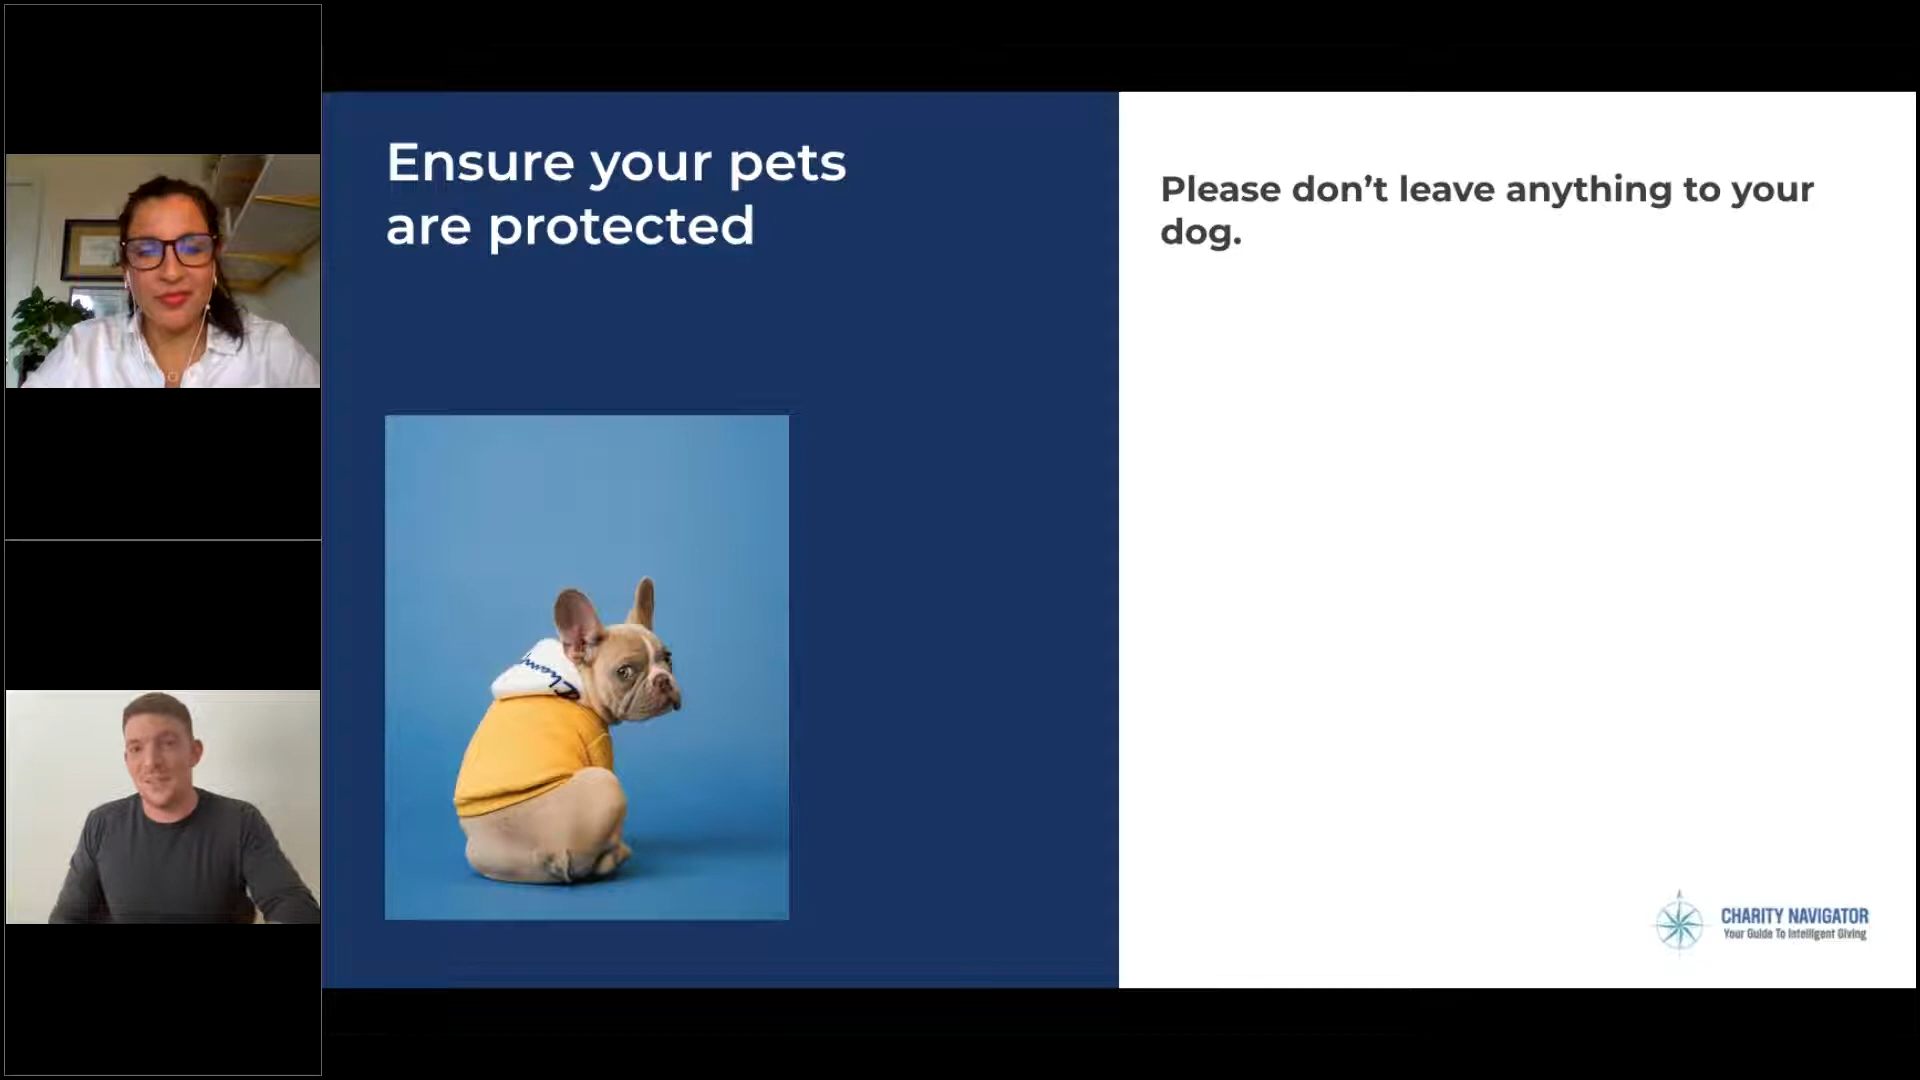 Ensure your pets
are protected
Please don’t leave anything to your
dog.
Champion
CHARITY NAVIGATOR
Your Guide To Intelligent Giving